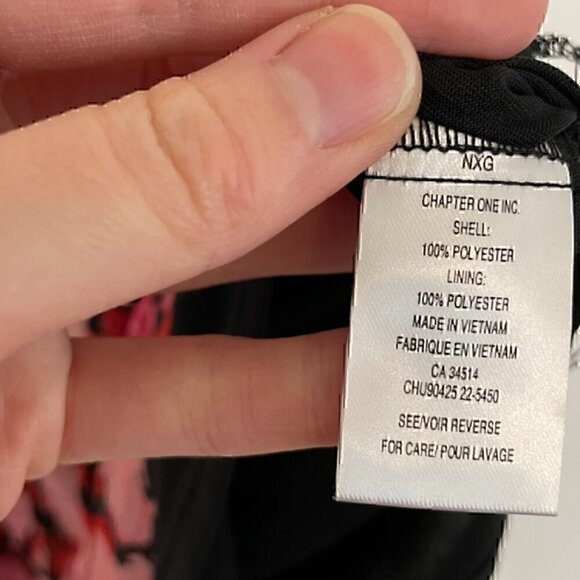 NXG
CHAPTER ONE INC.
SHELL:
100% POLYESTER
LINING:
100% POLYESTER
MADE IN VIETNAM
FABRIQUE EN VIETNAM
CA 34514
CHU90425 22-5450
SEE/VOIR REVERSE
FOR CARE/ POUR LAVAGE